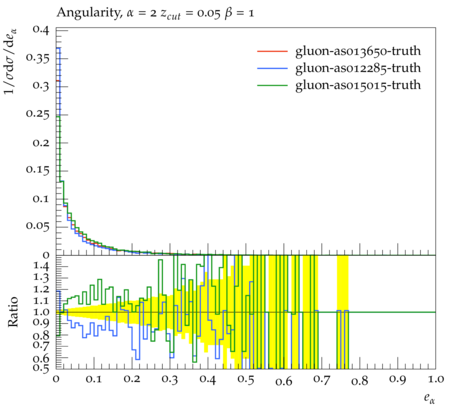 Angularity, α = 2 z_cut = 0.05 β = 1
1/σdσ/de_α
0.4
0.35
0.3
0.25
0.2
0.15
0.1
0.05
0
gluon-as013650-truth
gluon-as012285-truth
gluon-as015015-truth
Ratio
1.4
1.3
1.2
1.1
1.0
0.9
0.8
0.7
0.6
0.5
0 0.1 0.2 0.3 0.4 0.5 0.6 0.7 0.8 0.9 1.0
e_α